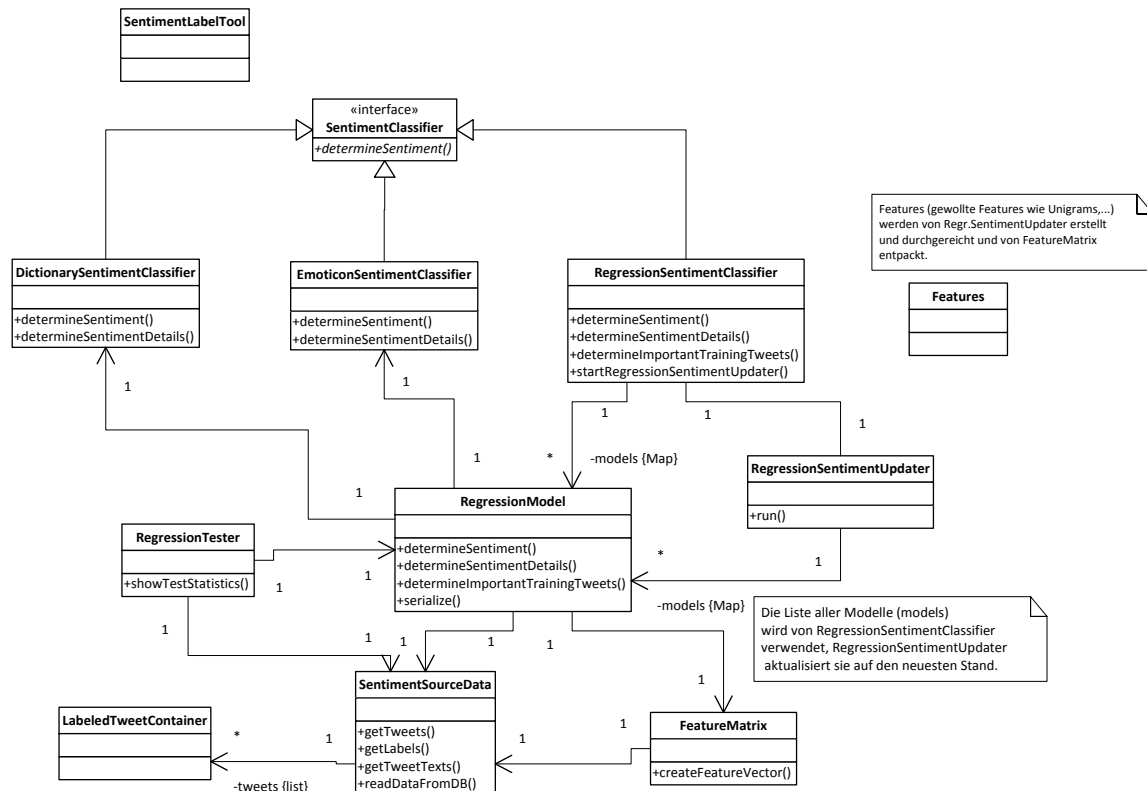 SentimentLabelTool
«interface»
SentimentClassifier
+determineSentiment()
Features (gewollte Features wie Unigrams,...)
werden von Regr.SentimentUpdater erstellt
und durchgereicht und von FeatureMatrix
entpackt.
DictionarySentimentClassifier
+determineSentiment()
+determineSentimentDetails()
EmoticonSentimentClassifier
+determineSentiment()
+determineSentimentDetails()
RegressionSentimentClassifier
+determineSentiment()
+determineSentimentDetails()
+determineImportantTrainingTweets()
+startRegressionSentimentUpdater()
Features
1
1
1
1
1
1
1
*
-models {Map}
RegressionSentimentUpdater
+run()
1
RegressionModel
+determineSentiment()
+determineSentimentDetails()
+determineImportantTrainingTweets()
+serialize()
RegressionTester
+showTestStatistics()
1
1
*
-models {Map}
Die Liste aller Modelle (models)
wird von RegressionSentimentClassifier
verwendet, RegressionSentimentUpdater
aktualisiert sie auf den neuesten Stand.
1
1
1
1
1
1
SentimentSourceData
+getTweets()
+getLabels()
+getTweetTexts()
+readDataFromDB()
LabeledTweetContainer
*
1
-tweets {list}
1
1
FeatureMatrix
+createFeatureVector()